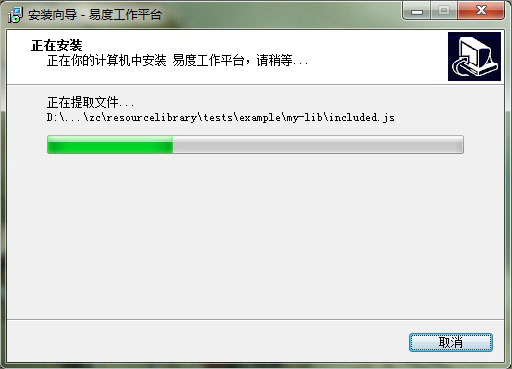 安装向导 - 易度工作平台
正在安装
正在你的计算机中安装 易度工作平台，请稍等...
正在提取文件...
D:\...\zc\resourcelibrary\tests\example\my-lib\included.js
取消